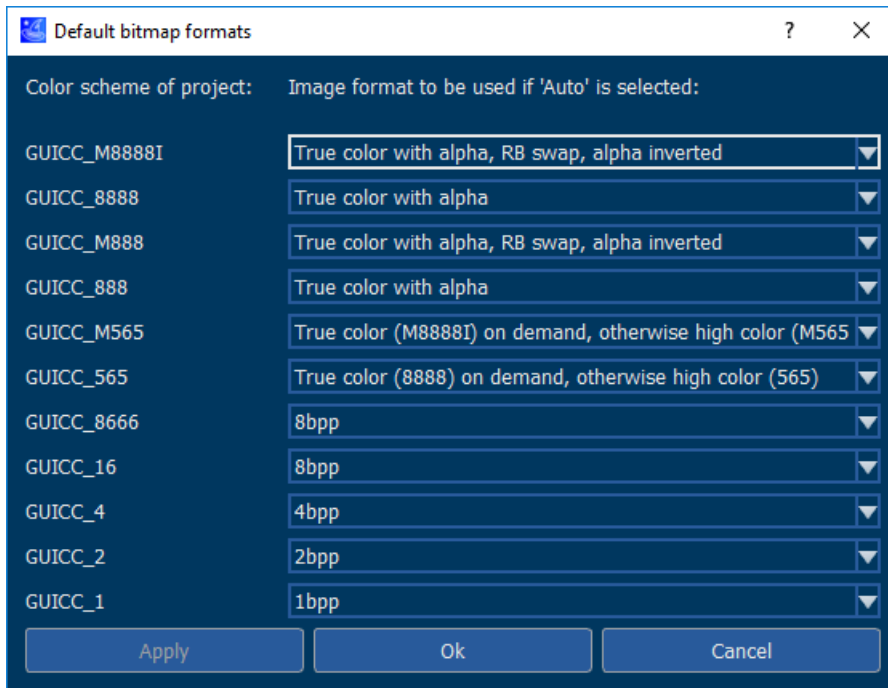 Default bitmap formats
Color scheme of project: Image format to be used if 'Auto' is selected:
GUICC_M8888I True color with alpha, RB swap, alpha inverted
GUICC_8888 True color with alpha
GUICC_M888 True color with alpha, RB swap, alpha inverted
GUICC_888 True color with alpha
GUICC_M565 True color (M8888I) on demand, otherwise high color (M565
GUICC_565 True color (8888) on demand, otherwise high color (565)
GUICC_8666 8bpp
GUICC_16 8bpp
GUICC_4 4bpp
GUICC_2 2bpp
GUICC_1 1bpp
Apply Ok Cancel